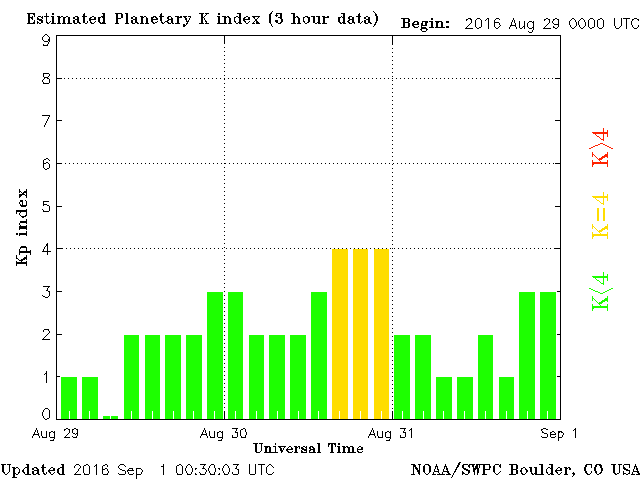 Estimated Planetary K index (3 hour data)
Begin: 2016 Aug 29 0000 UTC
9
8
7
6
5
4
3
2
1
0
Kp index
K>4
K=4
K<4
Aug 29
Aug 30
Aug 31
Sep 1
Universal Time
Updated 2016 Sep 1 00:30:03 UTC
NOAA/SWPC Boulder, CO USA